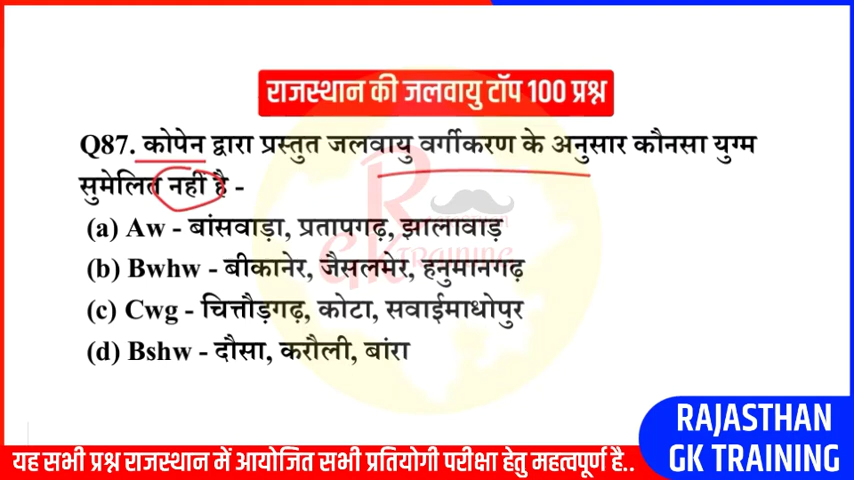 राजस्थान की जलवायु टॉप 100 प्रश्न
Q87. कोपेन द्वारा प्रस्तुत जलवायु वर्गीकरण के अनुसार कौनसा युग्म
सुमेलित नहीं है -
(a) Aw - बांसवाड़ा, प्रतापगढ़, झालावाड़
(b) Bwhw - बीकानेर, जैसलमेर, हनुमानगढ़
(c) Cwg - चित्तौड़गढ़, कोटा, सवाईमाधोपुर
(d) Bshw - दौसा, करौली, बांरा
RAJASTHAN
GK TRAINING
यह सभी प्रश्न राजस्थान में आयोजित सभी प्रतियोगी परीक्षा हेतु महत्वपूर्ण है..